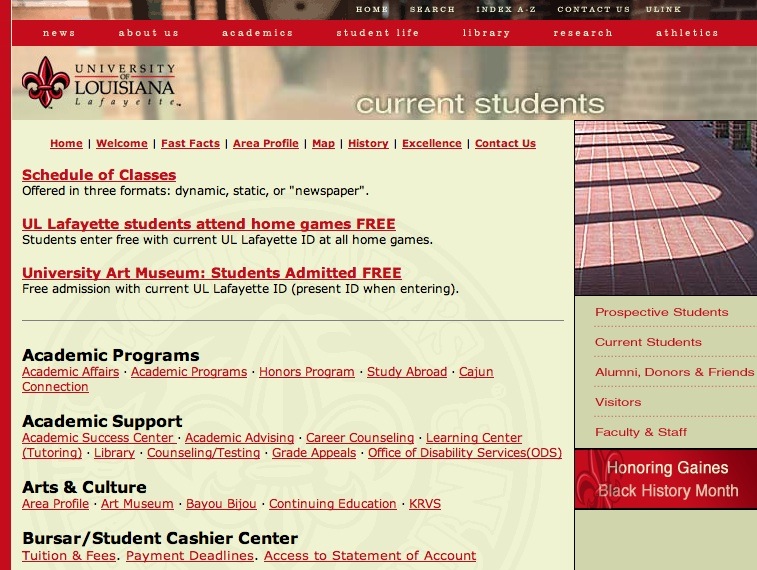 HOME SEARCH INDEX A-Z CONTACT US ULINK
news about us academics student life library research athletics
UNIVERSITY
OF
LOUISIANA
Lafayette™
current students
Home | Welcome | Fast Facts | Area Profile | Map | History | Excellence | Contact Us
Schedule of Classes
Offered in three formats: dynamic, static, or "newspaper".
UL Lafayette students attend home games FREE
Students enter free with current UL Lafayette ID at all home games.
University Art Museum: Students Admitted FREE
Free admission with current UL Lafayette ID (present ID when entering).
Academic Programs
Academic Affairs · Academic Programs · Honors Program · Study Abroad · Cajun
Connection
Academic Support
Academic Success Center · Academic Advising · Career Counseling · Learning Center
(Tutoring) · Library · Counseling/Testing · Grade Appeals · Office of Disability Services(ODS)
Arts & Culture
Area Profile · Art Museum · Bayou Bijou · Continuing Education · KRVS
Bursar/Student Cashier Center
Tuition & Fees. Payment Deadlines. Access to Statement of Account
Prospective Students
Current Students
Alumni, Donors & Friends
Visitors
Faculty & Staff
Honoring Gaines
Black History Month